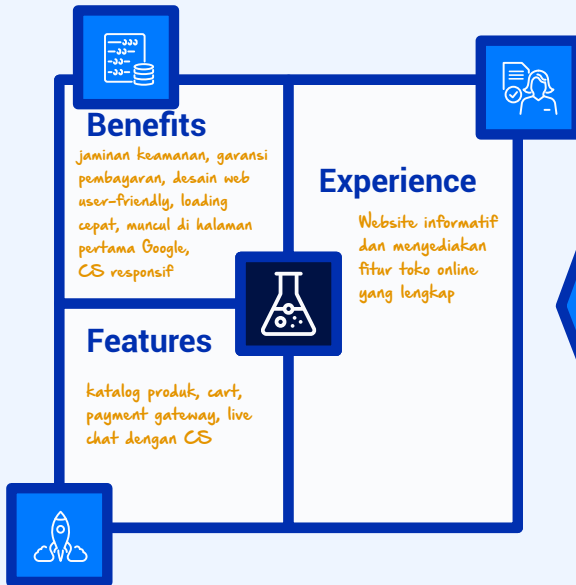 Benefits
jaminan keamanan, garansi
pembayaran, desain web
user-friendly, loading
cepat, muncul di halaman
pertama Google,
CS responsif
Experience
Website informatif
dan menyediakan
fitur toko online
yang lengkap
Features
katalog produk, cart,
payment gateway, live
chat dengan CS